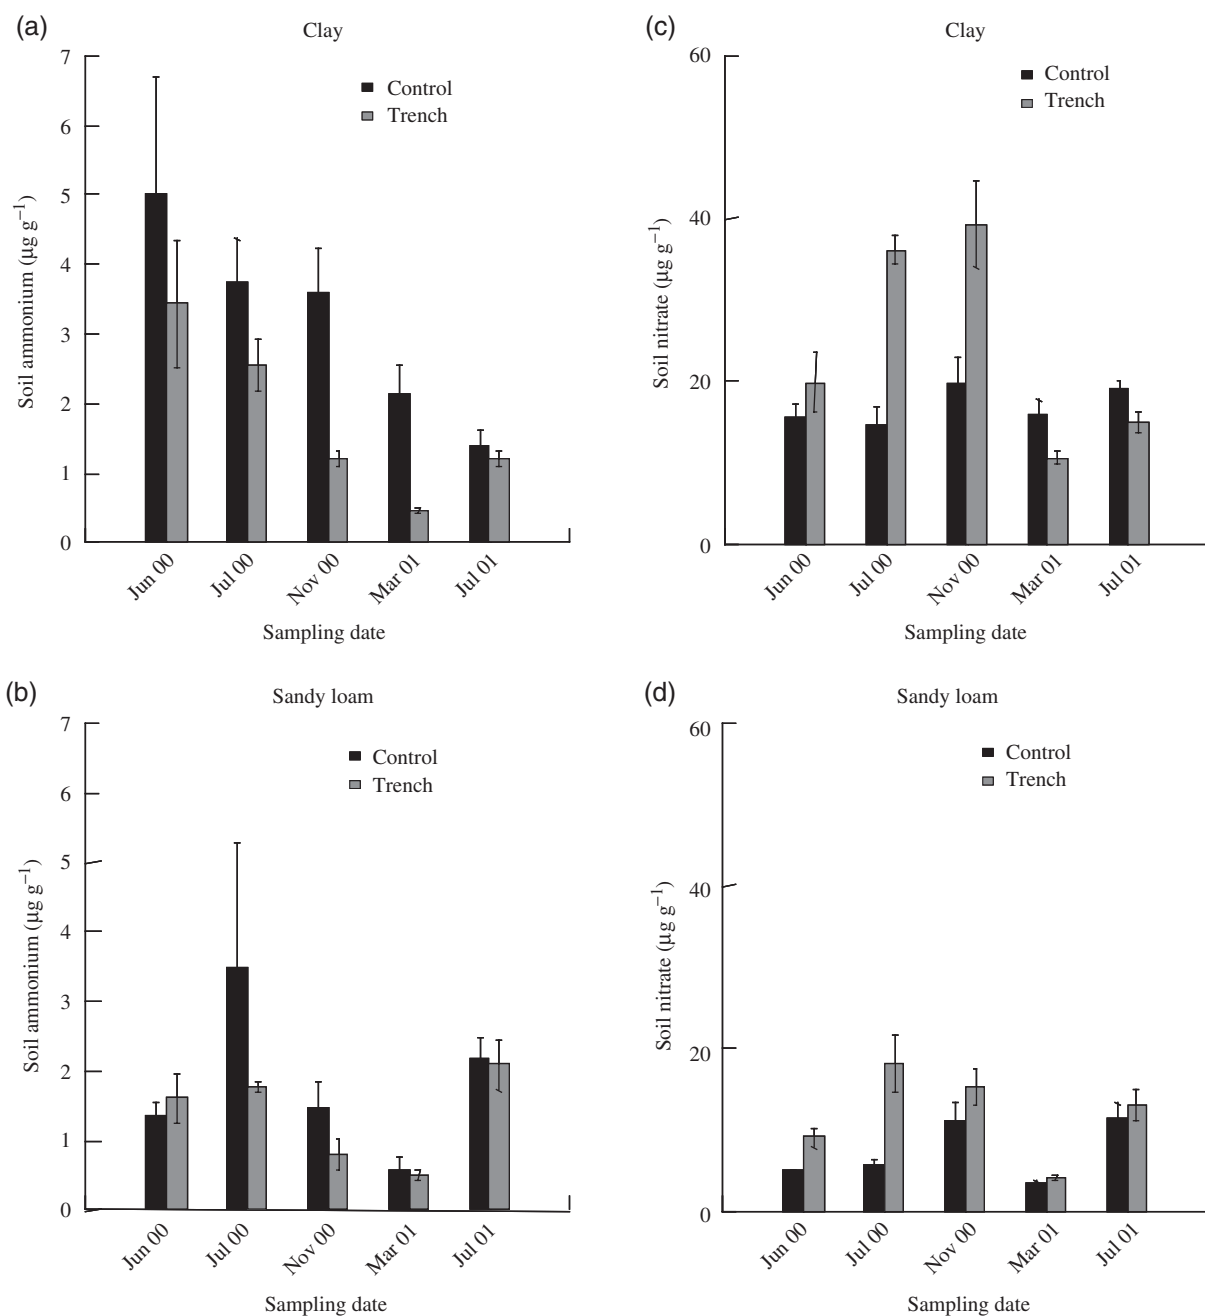 (a)
Clay
7
6
5
4
3
2
1
0
Soil ammonium (µg g⁻¹)
Control
Trench
Jun 00
Jul 00
Nov 00
Mar 01
Jul 01
Sampling date
(c)
Clay
60
40
20
0
Soil nitrate (µg g⁻¹)
Control
Trench
Jun 00
Jul 00
Nov 00
Mar 01
Jul 01
Sampling date
(b)
Sandy loam
7
6
5
4
3
2
1
0
Soil ammonium (µg g⁻¹)
Control
Trench
Jun 00
Jul 00
Nov 00
Mar 01
Jul 01
Sampling date
(d)
Sandy loam
60
40
20
0
Soil nitrate (µg g⁻¹)
Control
Trench
Jun 00
Jul 00
Nov 00
Mar 01
Jul 01
Sampling date